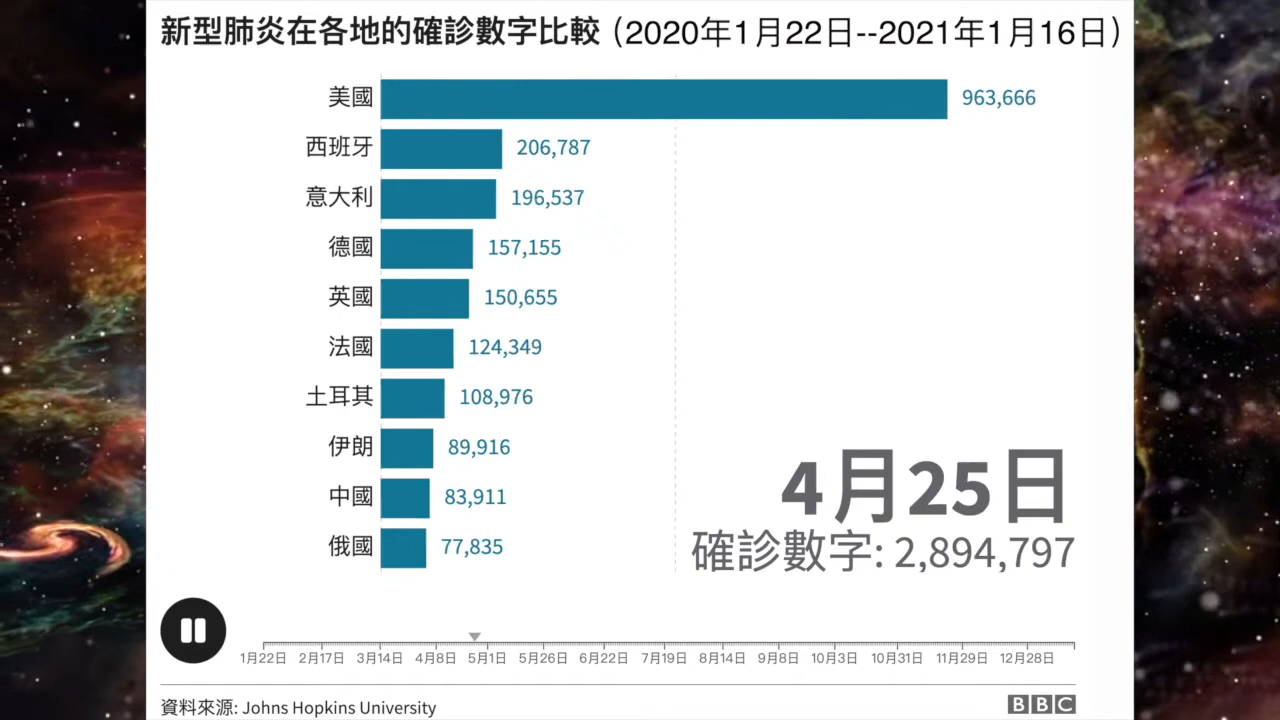 新型肺炎在各地的確診數字比較（2020年1月22日--2021年1月16日）
美國 963,666
西班牙 206,787
意大利 196,537
德國 157,155
英國 150,655
法國 124,349
土耳其 108,976
伊朗 89,916
中國 83,911
俄國 77,835
4月25日
確診數字: 2,894,797
1月22日 2月17日 3月14日 4月8日 5月1日 5月26日 6月22日 7月19日 8月14日 9月8日 10月3日 10月31日 11月29日 12月28日
資料來源: Johns Hopkins University
BBC